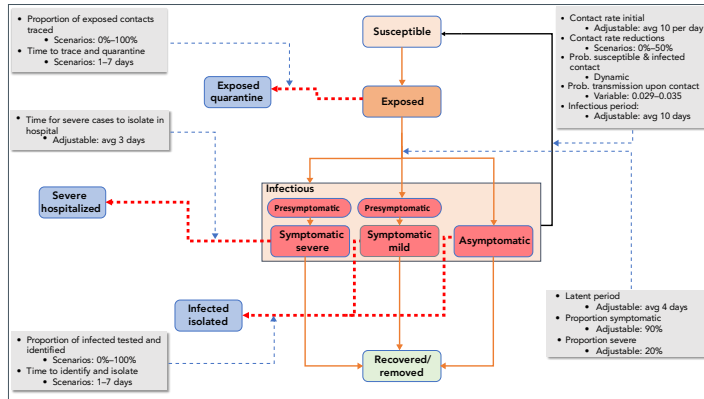 • Proportion of exposed contacts
traced
• Scenarios: 0%–100%
• Time to trace and quarantine
• Scenarios: 1–7 days
Susceptible
• Contact rate initial
• Adjustable: avg 10 per day
• Contact rate reductions
• Scenarios: 0%–50%
• Prob. susceptible & infected
contact
• Dynamic
• Prob. transmission upon contact
• Variable: 0.029–0.035
• Infectious period:
• Adjustable: avg 10 days
Exposed
quarantine
Exposed
• Time for severe cases to isolate in
hospital
• Adjustable: avg 3 days
Infectious
Severe
hospitalized
Presymptomatic
Presymptomatic
Symptomatic
severe
Symptomatic
mild
Asymptomatic
Infected
isolated
• Latent period
• Adjustable: avg 4 days
• Proportion symptomatic
• Adjustable: 90%
• Proportion severe
• Adjustable: 20%
• Proportion of infected tested and
identified
• Scenarios: 0%–100%
• Time to identify and isolate
• Scenarios: 1–7 days
Recovered/
removed